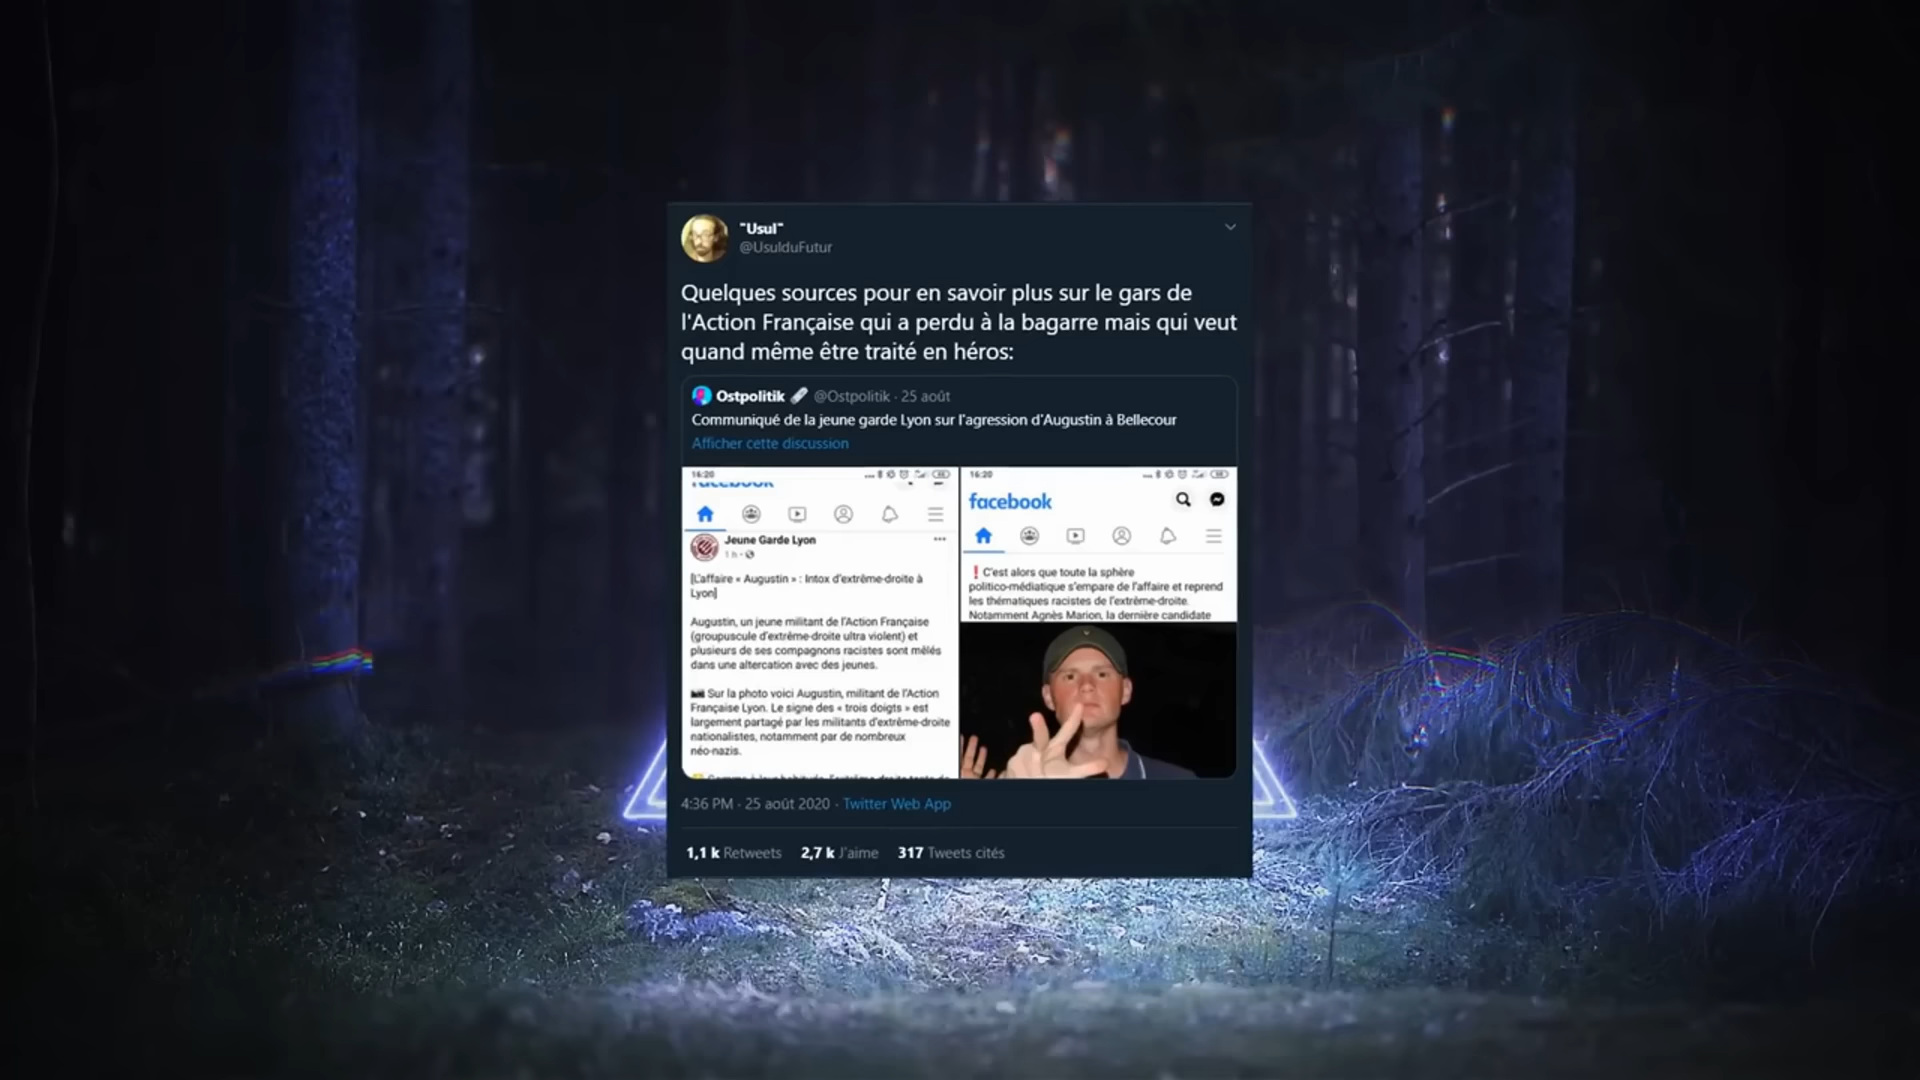 "Usul"
@UsulduFutur
Quelques sources pour en savoir plus sur le gars de
l'Action Française qui a perdu à la bagarre mais qui veut
quand même être traité en héros:
Ostpolitik @Ostpolitik · 25 août
Communiqué de la jeune garde Lyon sur l'agression d'Augustin à Bellecour
Afficher cette discussion
16:20
facebook
Jeune Garde Lyon
1 h ·
[L'affaire « Augustin » : Intox d'extrême-droite à
Lyon]
Augustin, un jeune militant de l'Action Française
(groupuscule d'extrême-droite ultra violent) et
plusieurs de ses compagnons racistes sont mêlés
dans une altercation avec des jeunes.
Sur la photo voici Augustin, militant de l'Action
Française Lyon. Le signe des « trois doigts » est
largement partagé par les militants d'extrême-droite
nationalistes, notamment par de nombreux
néo-nazis.
16:20
facebook
❗C'est alors que toute la sphère
politico-médiatique s'empare de l'affaire et reprend
les thématiques racistes de l'extrême-droite.
Notamment Agnès Marion, la dernière candidate
4:36 PM · 25 août 2020 · Twitter Web App
1,1 k Retweets 2,7 k J'aime 317 Tweets cités